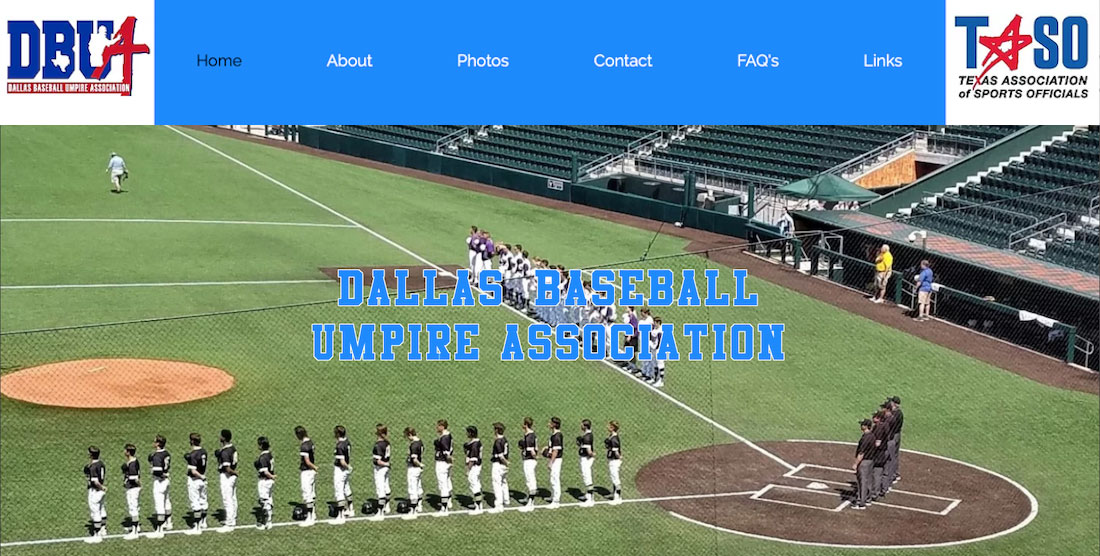 DBUA
DALLAS BASEBALL UMPIRE ASSOCIATION
Home
About
Photos
Contact
FAQ's
Links
TASO
TEXAS ASSOCIATION
of SPORTS OFFICIALS
DALLAS BASEBALL
UMPIRE ASSOCIATION